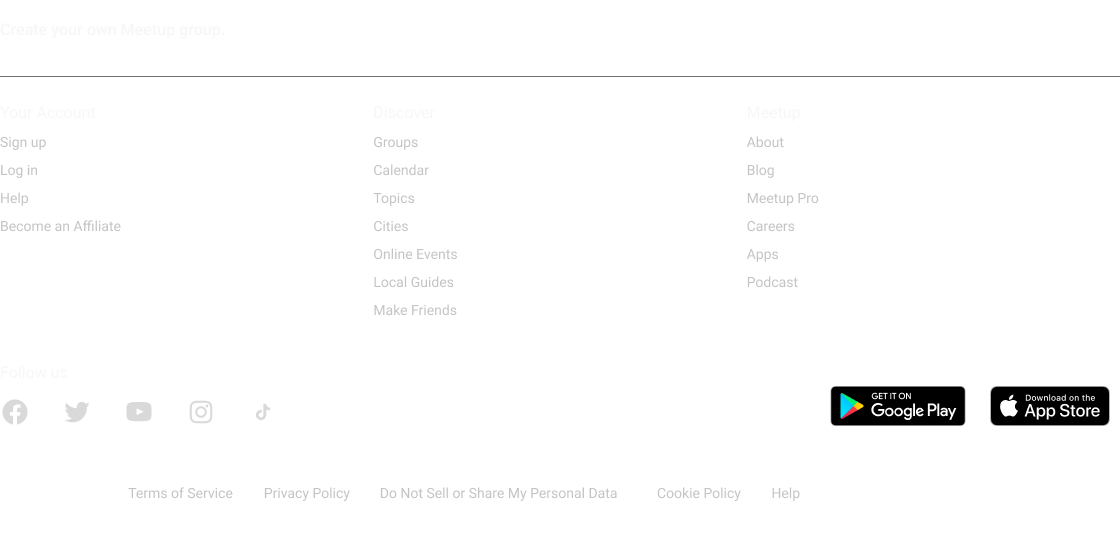 Create your own Meetup group.
Your Account
Sign up
Log in
Help
Become an Affiliate
Discover
Groups
Calendar
Topics
Cities
Online Events
Local Guides
Make Friends
Meetup
About
Blog
Meetup Pro
Careers
Apps
Podcast
Follow us
GET IT ON
Google Play
Download on the
App Store
Terms of Service Privacy Policy Do Not Sell or Share My Personal Data Cookie Policy Help